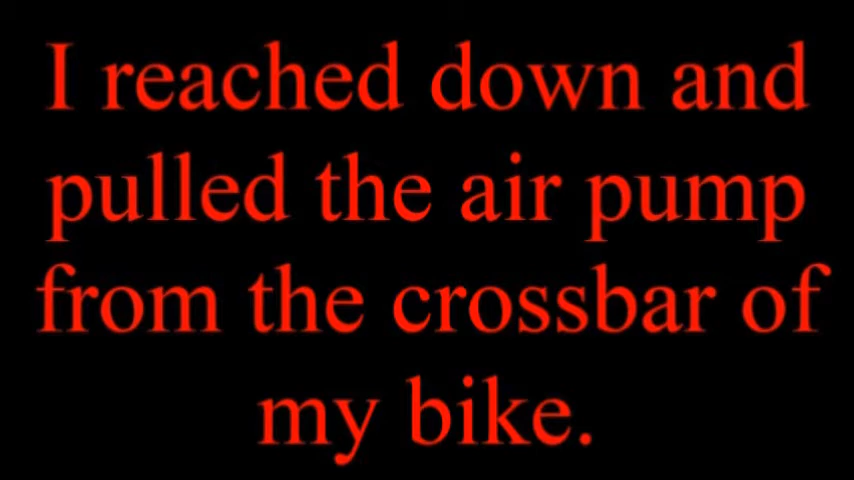 I reached down and
pulled the air pump
from the crossbar of
my bike.